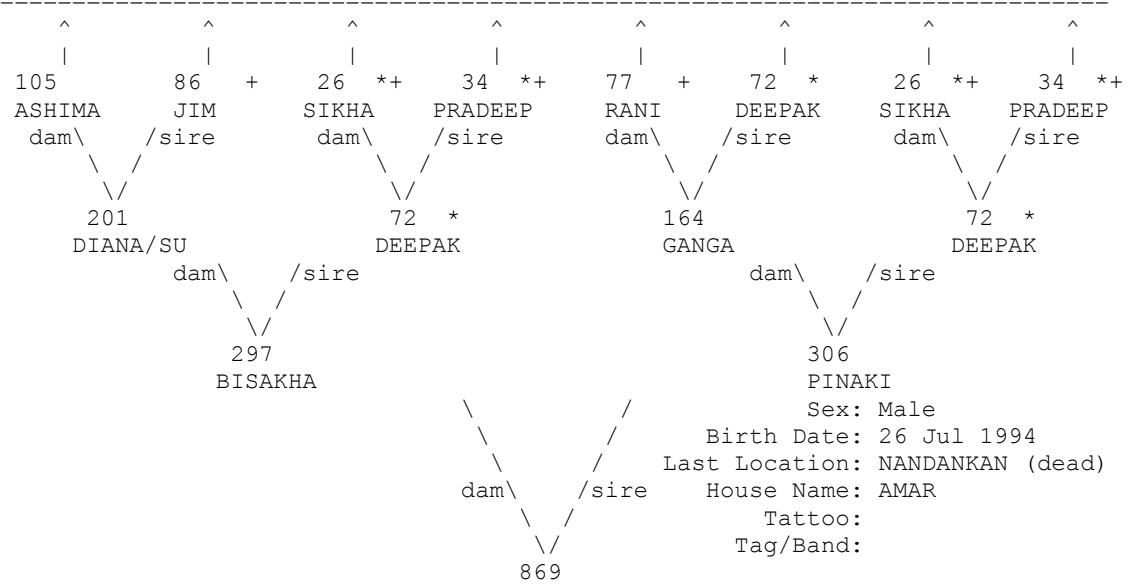 -----------------------------------------------------------------------------
^ ^ ^ ^ ^ ^ ^ ^
| | | | | | | |
105 86 + 26 *+ 34 *+ 77 + 72 * 26 *+ 34 *+
ASHIMA JIM SIKHA PRADEEP RANI DEEPAK SIKHA PRADEEP
dam\ /sire dam\ /sire dam\ /sire dam\ /sire
\ / \ / \ / \ /
\/ \/ \/ \/
201 72 * 164 72 *
DIANA/SU DEEPAK GANGA DEEPAK
dam\ /sire dam\ /sire
\ / \ /
\/ \/
297 306
BISAKHA PINAKI
\ / Sex: Male
\ / Birth Date: 26 Jul 1994
\ / Last Location: NANDANKAN (dead)
dam\ /sire House Name: AMAR
\ / Tattoo:
\/ Tag/Band:
869